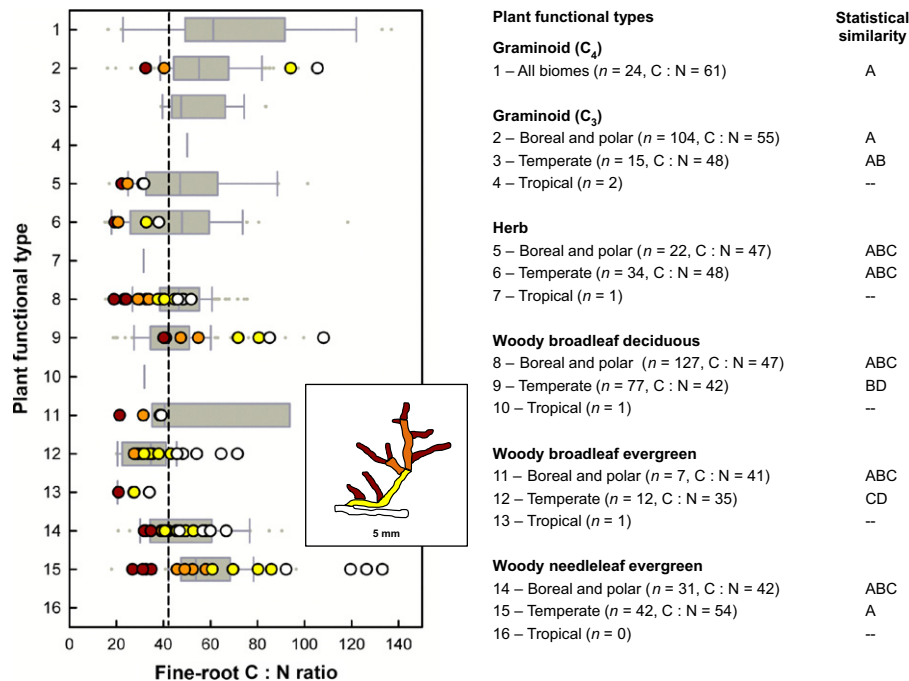 Plant functional type
1
2
3
4
5
6
7
8
9
10
11
12
13
14
15
16
0 20 40 60 80 100 120 140
Fine-root C : N ratio
5 mm
Plant functional types Statistical similarity
Graminoid (C₄)
1 – All biomes (n = 24, C : N = 61) A
Graminoid (C₃)
2 – Boreal and polar (n = 104, C : N = 55) A
3 – Temperate (n = 15, C : N = 48) AB
4 – Tropical (n = 2) --
Herb
5 – Boreal and polar (n = 22, C : N = 47) ABC
6 – Temperate (n = 34, C : N = 48) ABC
7 – Tropical (n = 1) --
Woody broadleaf deciduous
8 – Boreal and polar (n = 127, C : N = 47) ABC
9 – Temperate (n = 77, C : N = 42) BD
10 – Tropical (n = 1) --
Woody broadleaf evergreen
11 – Boreal and polar (n = 7, C : N = 41) ABC
12 – Temperate (n = 12, C : N = 35) CD
13 – Tropical (n = 1) --
Woody needleleaf evergreen
14 – Boreal and polar (n = 31, C : N = 42) ABC
15 – Temperate (n = 42, C : N = 54) A
16 – Tropical (n = 0) --